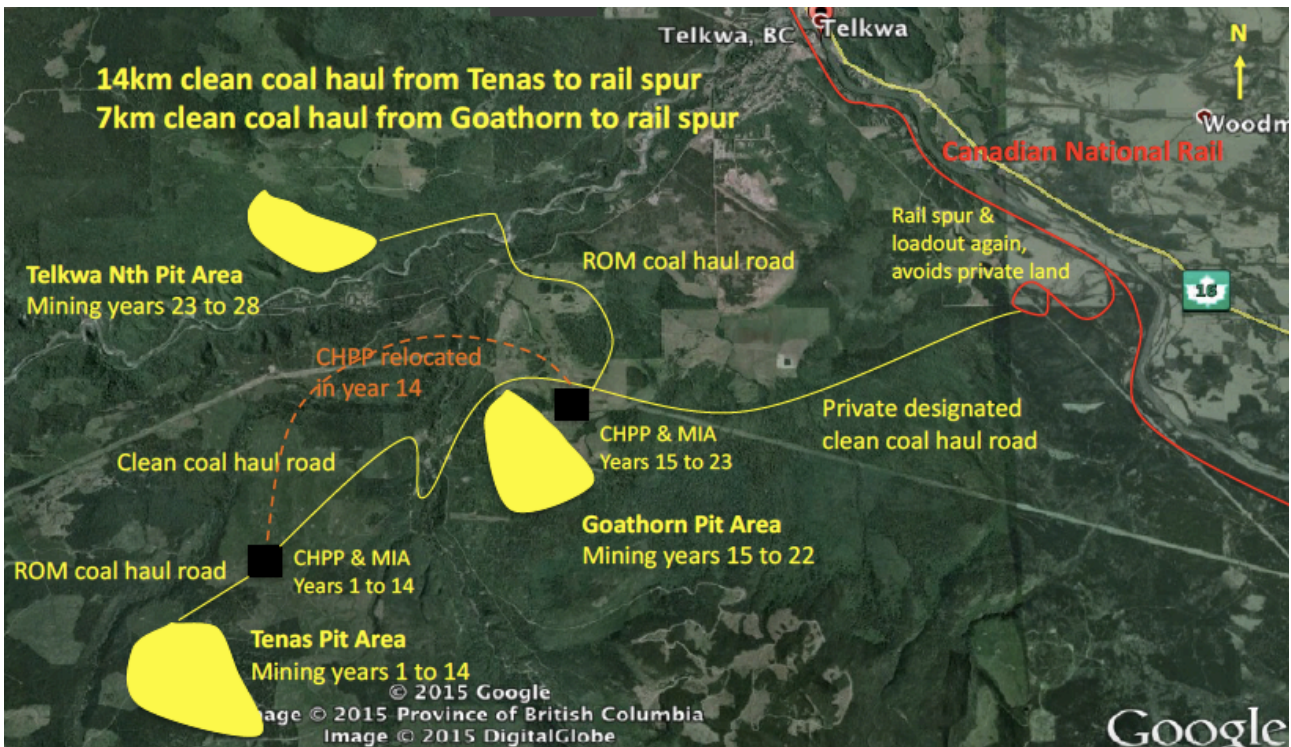 Telkwa, BC
Telkwa
N
14km clean coal haul from Tenas to rail spur
7km clean coal haul from Goathorn to rail spur
Woodm
Canadian National Rail
Rail spur &
loadout again,
avoids private land
ROM coal haul road
Telkwa Nth Pit Area
Mining years 23 to 28
16
CHPP relocated
in year 14
Private designated
clean coal haul road
CHPP & MIA
Years 15 to 23
Clean coal haul road
Goathorn Pit Area
Mining years 15 to 22
ROM coal haul road
CHPP & MIA
Years 1 to 14
Tenas Pit Area
Mining years 1 to 14
© 2015 Google
age © 2015 Province of British Columbia
Image © 2015 DigitalGlobe
Google